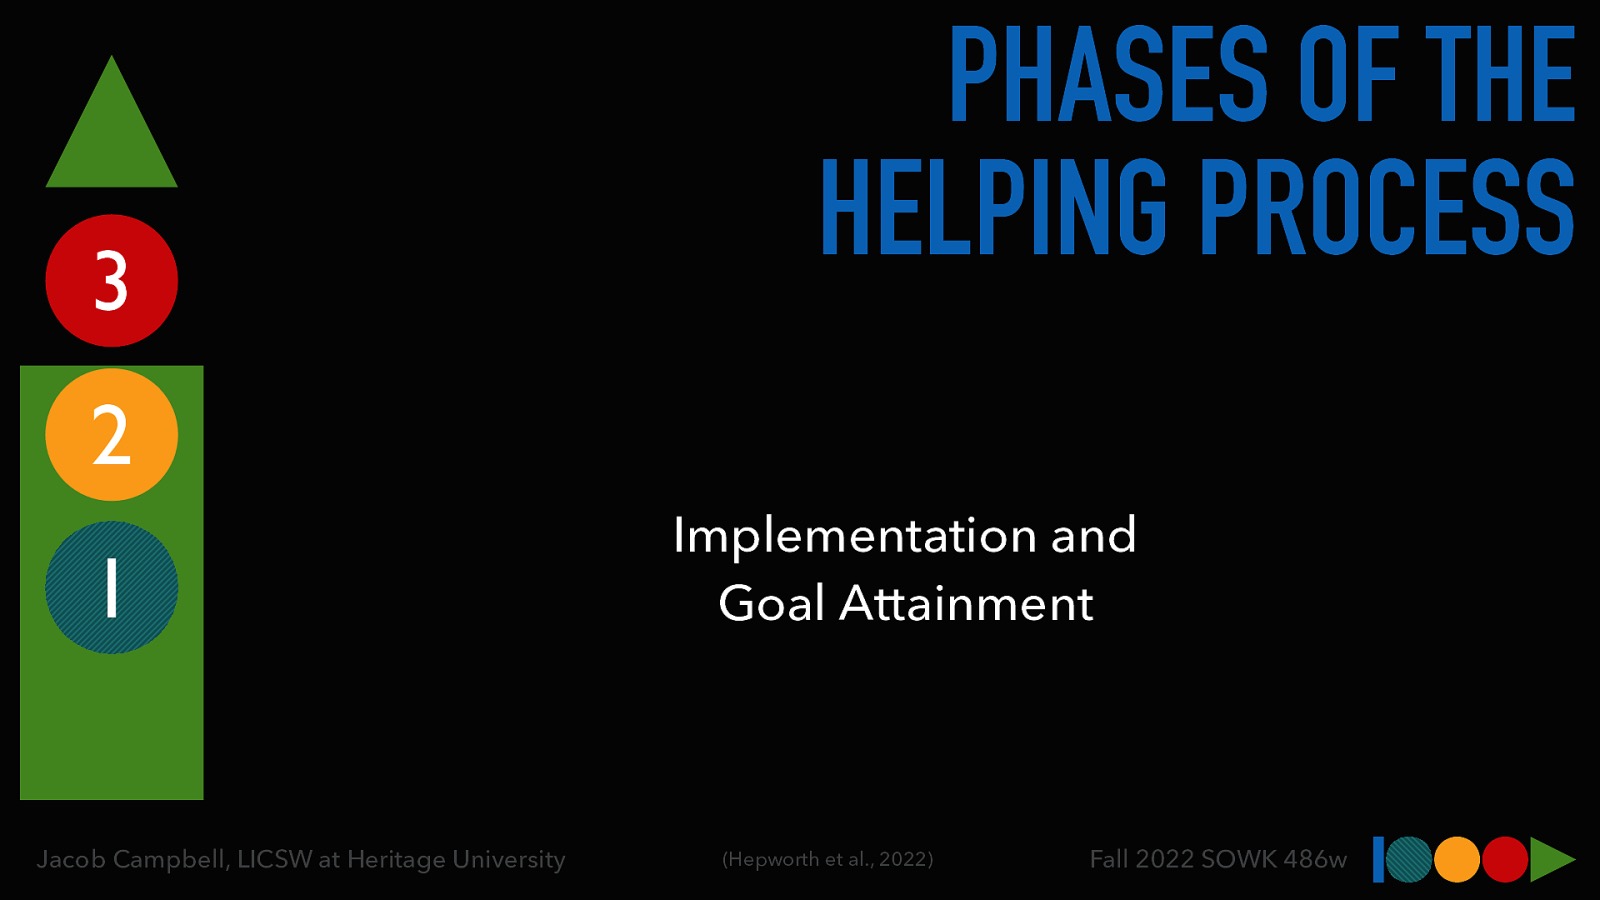 PHASES OF THE
HELPING PROCESS
3
2
1
Implementation and
Goal Attainment
Jacob Campbell, LICSW at Heritage University
(Hepworth et al., 2022)
Fall 2022 SOWK 486w